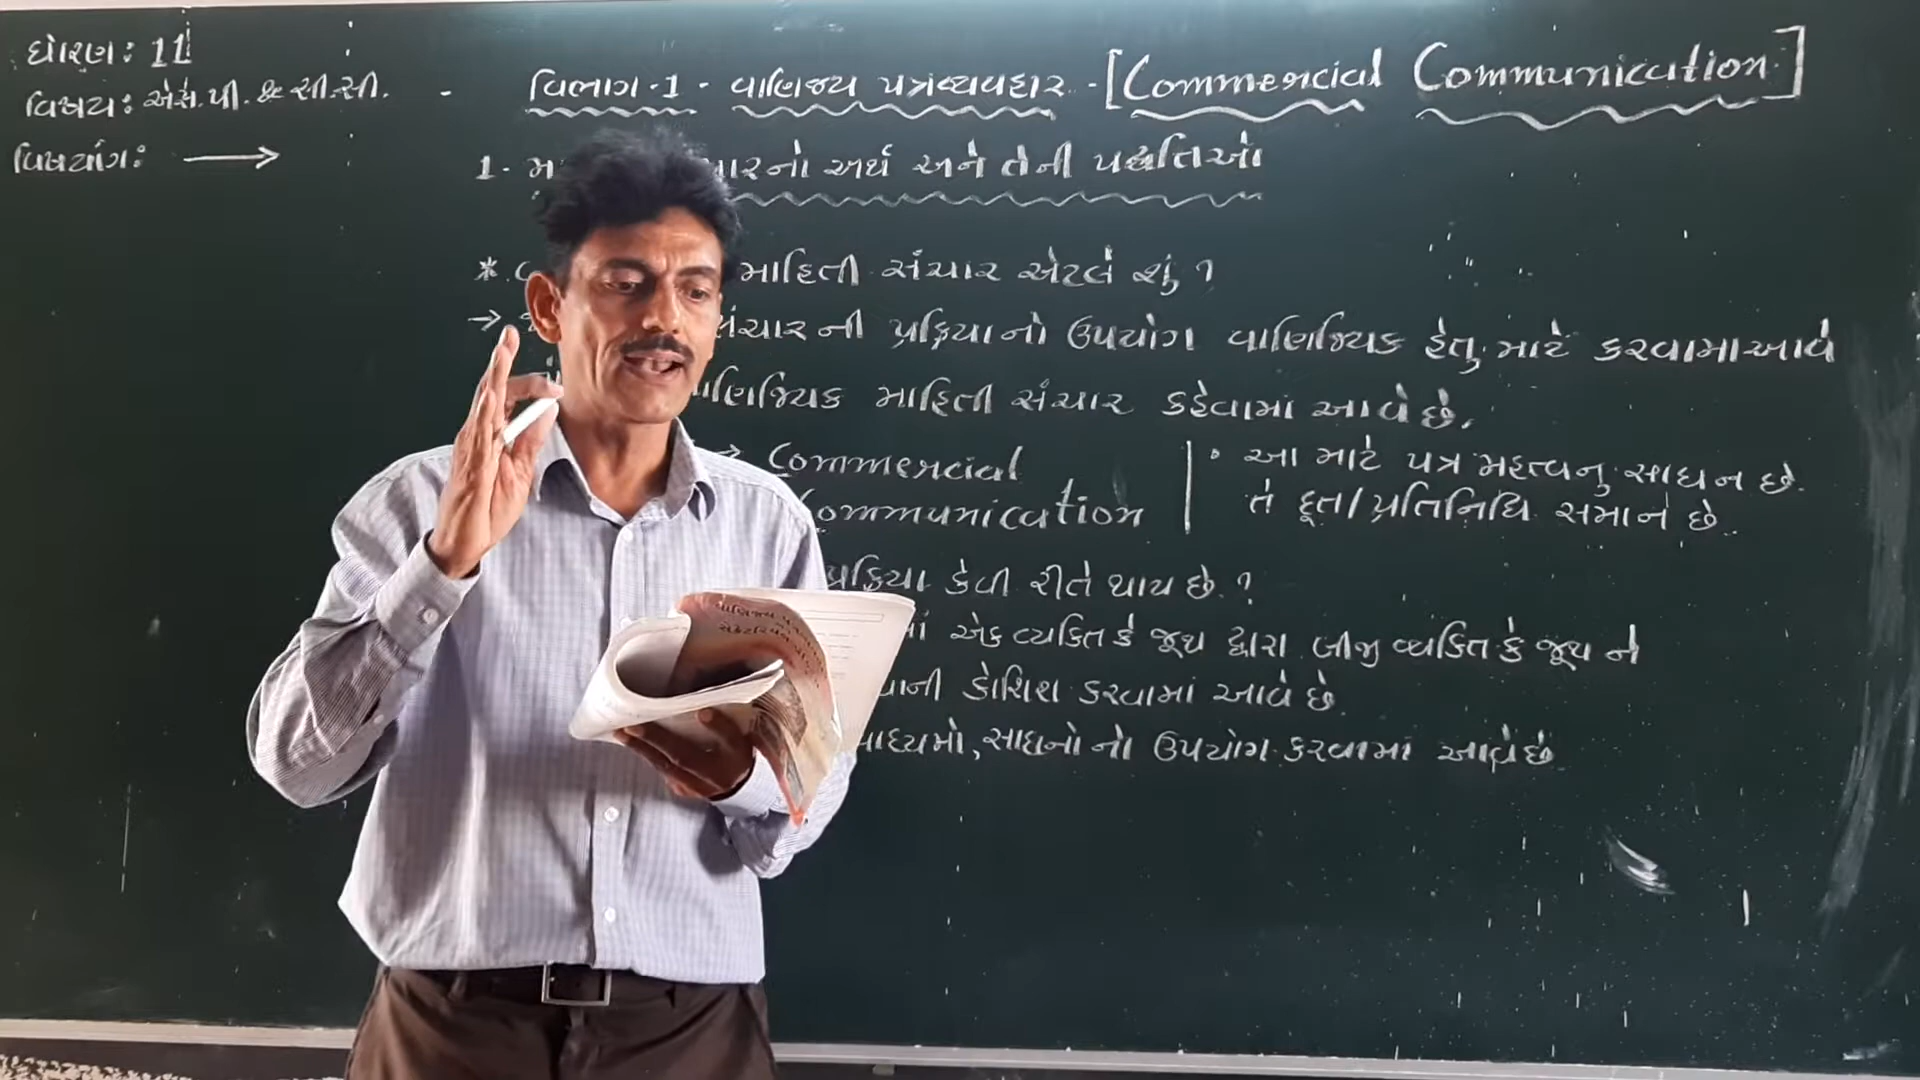 ધોરણ: 11
વિષય: એસ.પી. & સી.સી.
વિષયાંગ: →
વિભાગ-1 - વાણિજ્ય પત્રવ્યવહાર - [Commercial Communication]
1. મા ારનો અર્થ અને તેની પદ્ધતિઓ
* માહિતી સંચાર એટલે શું ?
→ સંચારની પ્રક્રિયાનો ઉપયોગ વાણિજ્યિક હેતુ માટે કરવામાં આવે
ાણિજ્યિક માહિતી સંચાર કહેવામાં આવે છે.
→ Commercial
ommunication
• આ માટે પત્ર મહત્વનુ સાધન છે.
તે દૂત/પ્રતિનિધિ સમાન છે.
પ્રક્રિયા કેવી રીતે થાય છે. ?
માં એક વ્યક્તિ કે જૂથ દ્વારા બીજી વ્યક્તિ કે જૂથ ને
વાની કોશિશ કરવામાં આવે છે.
માધ્યમો, સાધનો નો ઉપયોગ કરવામાં આવે છે